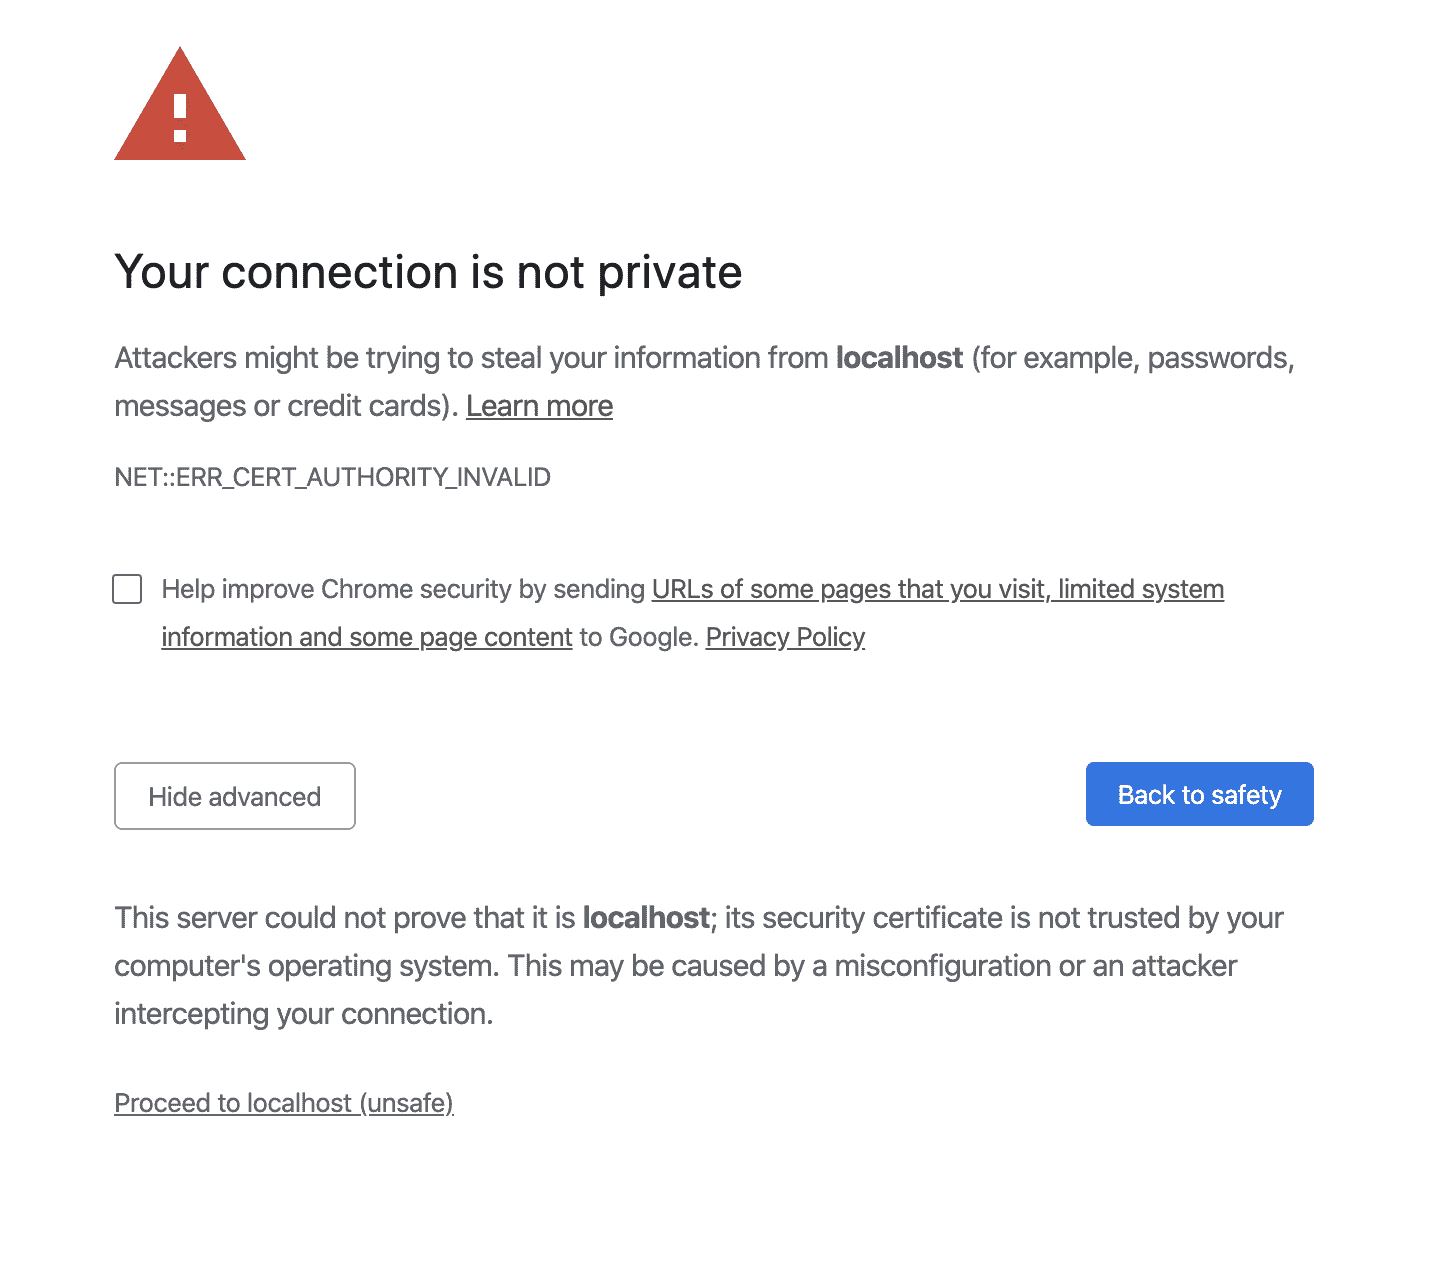 Your connection is not private
Attackers might be trying to steal your information from localhost (for example, passwords,
messages or credit cards). Learn more
NET::ERR_CERT_AUTHORITY_INVALID
Help improve Chrome security by sending URLs of some pages that you visit, limited system
information and some page content to Google. Privacy Policy
Hide advanced
Back to safety
This server could not prove that it is localhost; its security certificate is not trusted by your
computer's operating system. This may be caused by a misconfiguration or an attacker
intercepting your connection.
Proceed to localhost (unsafe)